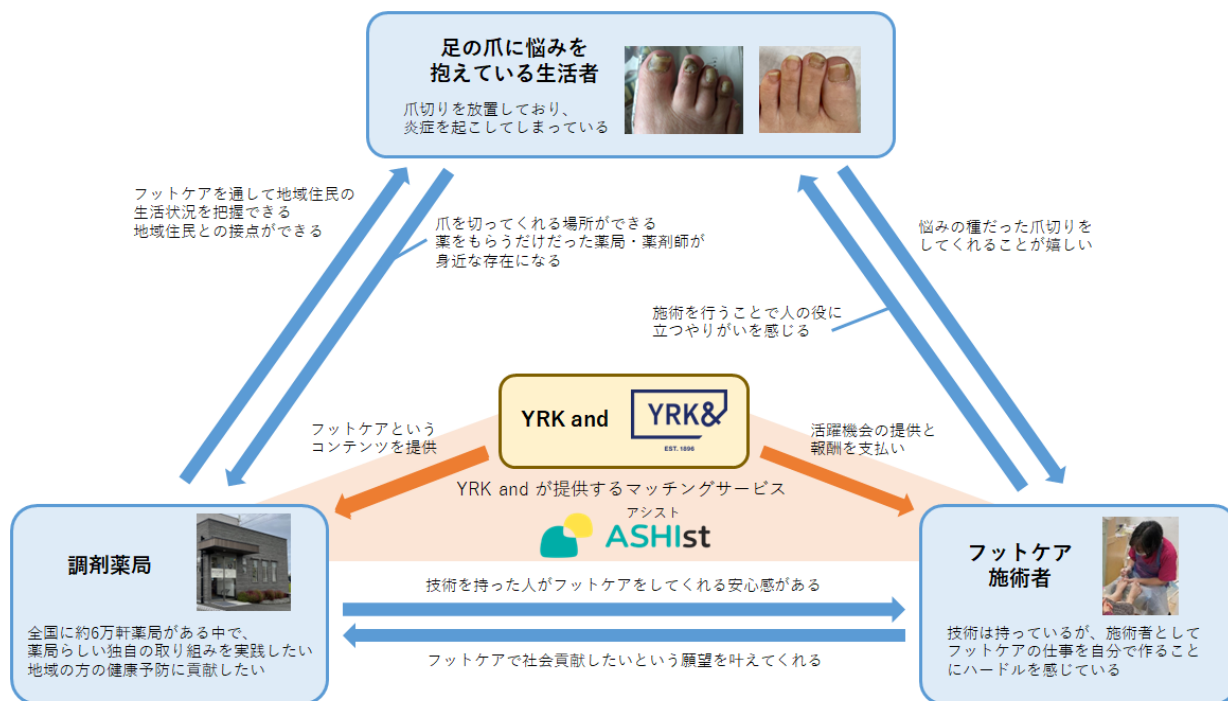 足の爪に悩みを
抱えている生活者
爪切りを放置しており、
炎症を起こしてしまっている
フットケアを通して地域住民の
生活状況を把握できる
地域住民との接点ができる
爪を切ってくれる場所ができる
薬をもらうだけだった薬局・薬剤師が
身近な存在になる
悩みの種だった爪切りを
してくれることが嬉しい
施術を行うことで人の役に
立つやりがいを感じる
YRK and
YRK&
EST. 1896
フットケアという
コンテンツを提供
活躍機会の提供と
報酬を支払い
YRK and が提供するマッチングサービス
アシスト
ASHIst
調剤薬局
全国に約6万軒薬局がある中で、
薬局らしい独自の取り組みを実践したい
地域の方の健康予防に貢献したい
技術を持った人がフットケアをしてくれる安心感がある
フットケアで社会貢献したいという願望を叶えてくれる
フットケア
施術者
技術は持っているが、施術者として
フットケアの仕事を自分で作ること
にハードルを感じている